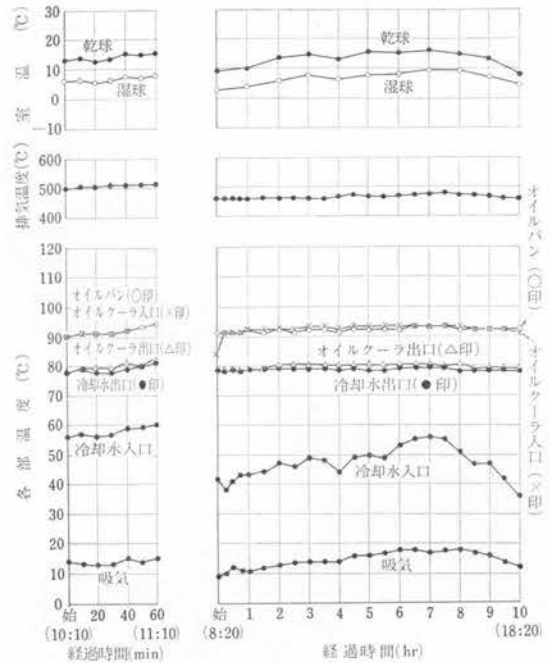 室温(℃)
30
20
10
0
-10
乾球
湿球
乾球
湿球
排気温度(℃)
600
500
400
各部温度(℃)
120
110
100
90
80
70
60
50
40
30
20
10
0
オイルパン(○印)
オイルクーラ入口(×印)
オイルクーラ出口(△印)
冷却水出口(●印)
冷却水入口
吸気
オイルクーラ出口(△印)
冷却水出口(●印)
冷却水入口
吸気
オイルパン(○印)
オイルクーラ入口(×印)
始 20 40 60
(10:10) (11:10)
経過時間(min)
始 1 2 3 4 5 6 7 8 9 10
(8:20) (18:20)
経過時間(hr)